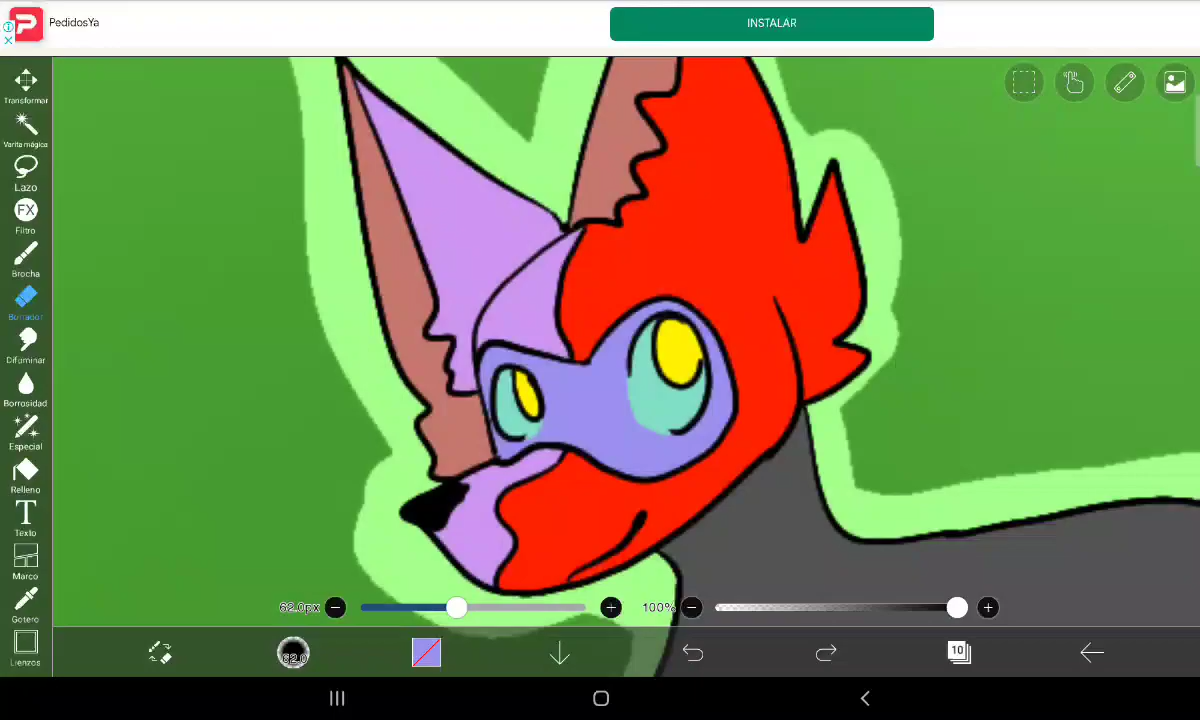 PedidosYa
INSTALAR
Transformar
Varita mágica
Lazo
FX
Filtro
Brocha
Borrador
Difuminar
Borrosidad
Especial
Relleno
T
Texto
Marco
Gotero
Lienzos
62.0px
100%
62.0
10